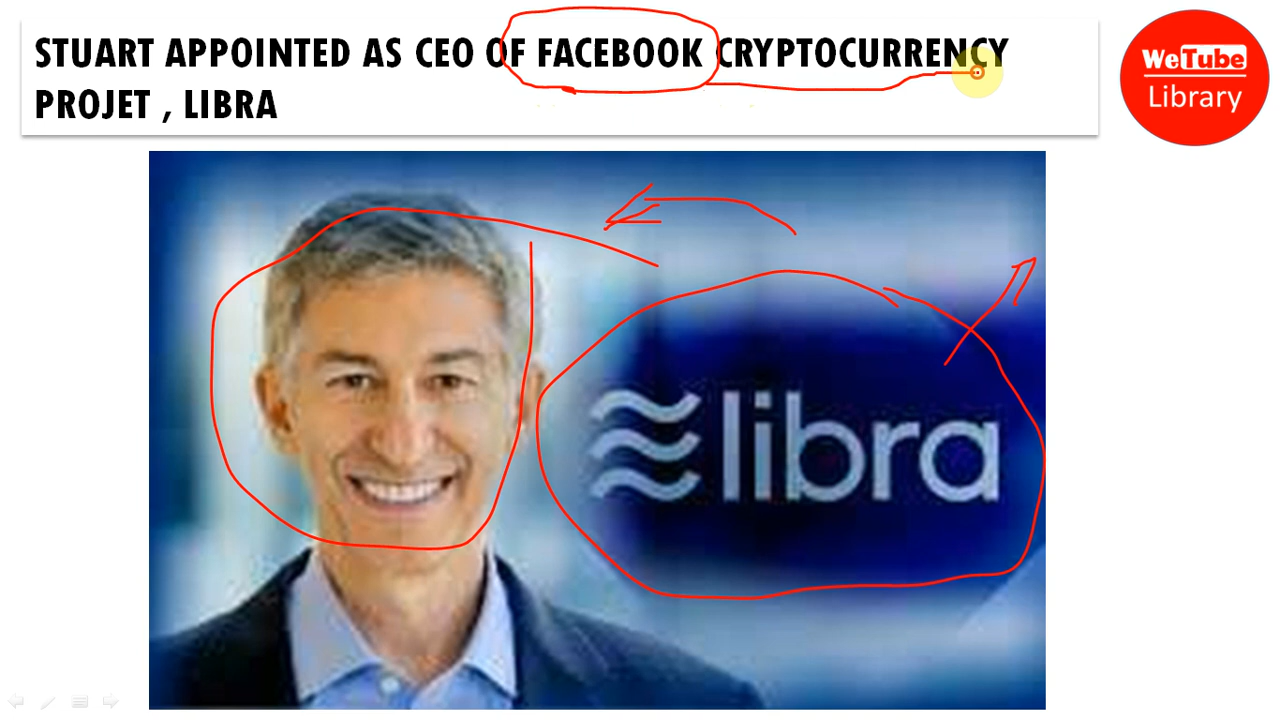 STUART APPOINTED AS CEO OF FACEBOOK CRYPTOCURRENCY
PROJET , LIBRA
WeTube
Library
libra